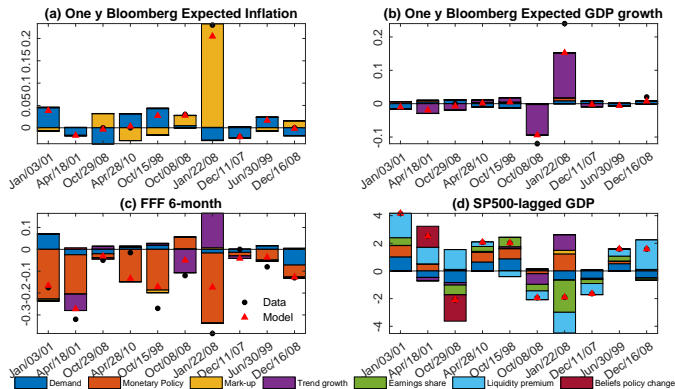 (a) One y Bloomberg Expected Inflation
(b) One y Bloomberg Expected GDP growth
0.2
0.15
0.1
0.05
0
0.2
0.1
0
-0.1
Jan/03/01
Apr/18/01
Oct/29/08
Apr/28/10
Oct/15/98
Oct/08/08
Jan/22/08
Dec/11/07
Jun/30/99
Dec/16/08
Jan/03/01
Apr/18/01
Oct/29/08
Apr/28/10
Oct/15/98
Oct/08/08
Jan/22/08
Dec/11/07
Jun/30/99
Dec/16/08
(c) FFF 6-month
(d) SP500-lagged GDP
0.1
0
-0.1
-0.2
-0.3
4
2
0
-2
-4
Data
Model
Jan/03/01
Apr/18/01
Oct/29/08
Apr/28/10
Oct/15/98
Oct/08/08
Jan/22/08
Dec/11/07
Jun/30/99
Dec/16/08
Jan/03/01
Apr/18/01
Oct/29/08
Apr/28/10
Oct/15/98
Oct/08/08
Jan/22/08
Dec/11/07
Jun/30/99
Dec/16/08
Demand Monetary Policy Mark-up Trend growth Earnings share Liquidity premium Beliefs policy change